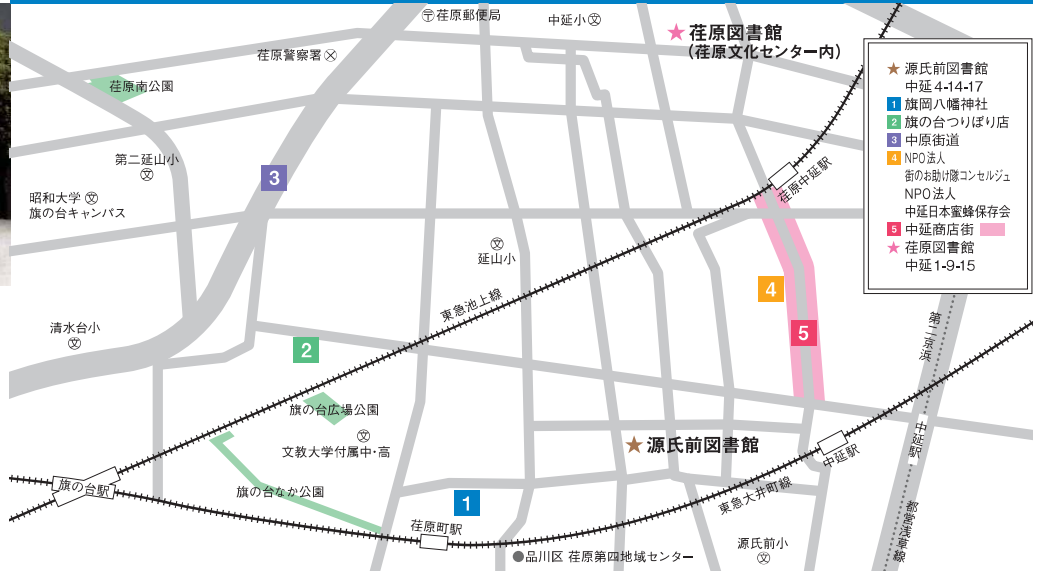 〒荏原郵便局
中延小文
★ 荏原図書館
(荏原文化センター内)
荏原警察署
荏原南公園
第二延山小
文
昭和大学 文
旗の台キャンパス
3
荏原中延駅
文
延山小
東急池上線
4
5
清水台小
文
2
旗の台広場公園
文
文教大学付属中・高
★ 源氏前図書館
中延駅
旗の台駅
旗の台なか公園
1
荏原町駅
東急大井町線
●品川区 荏原第四地域センター
源氏前小
文
第二京浜
中延駅
都営浅草線
★ 源氏前図書館
中延4-14-17
1 旗岡八幡神社
2 旗の台つりぼり店
3 中原街道
4 NPO法人
街のお助け隊コンセルジュ
NPO法人
中延日本蜜蜂保存会
5 中延商店街
★ 荏原図書館
中延1-9-15